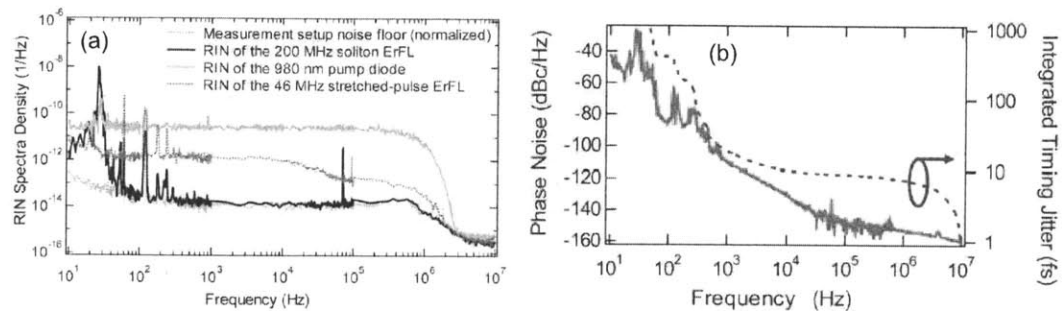 (a)
Measurement setup noise floor (normalized)
RIN of the 200 MHz soliton ErFL
RIN of the 980 nm pump diode
RIN of the 46 MHz stretched-pulse ErFL
RIN Spectra Density (1/Hz)
10^-6
10^-8
10^-10
10^-12
10^-14
10^-16
10^1
10^2
10^3
10^4
10^5
10^6
10^7
Frequency (Hz)
(b)
Phase Noise (dBc/Hz)
-40
-60
-80
-100
-120
-140
-160
10^1
10^2
10^3
10^4
10^5
10^6
10^7
Frequency (Hz)
1000
100
10
1
Integrated Timing Jitter (fs)